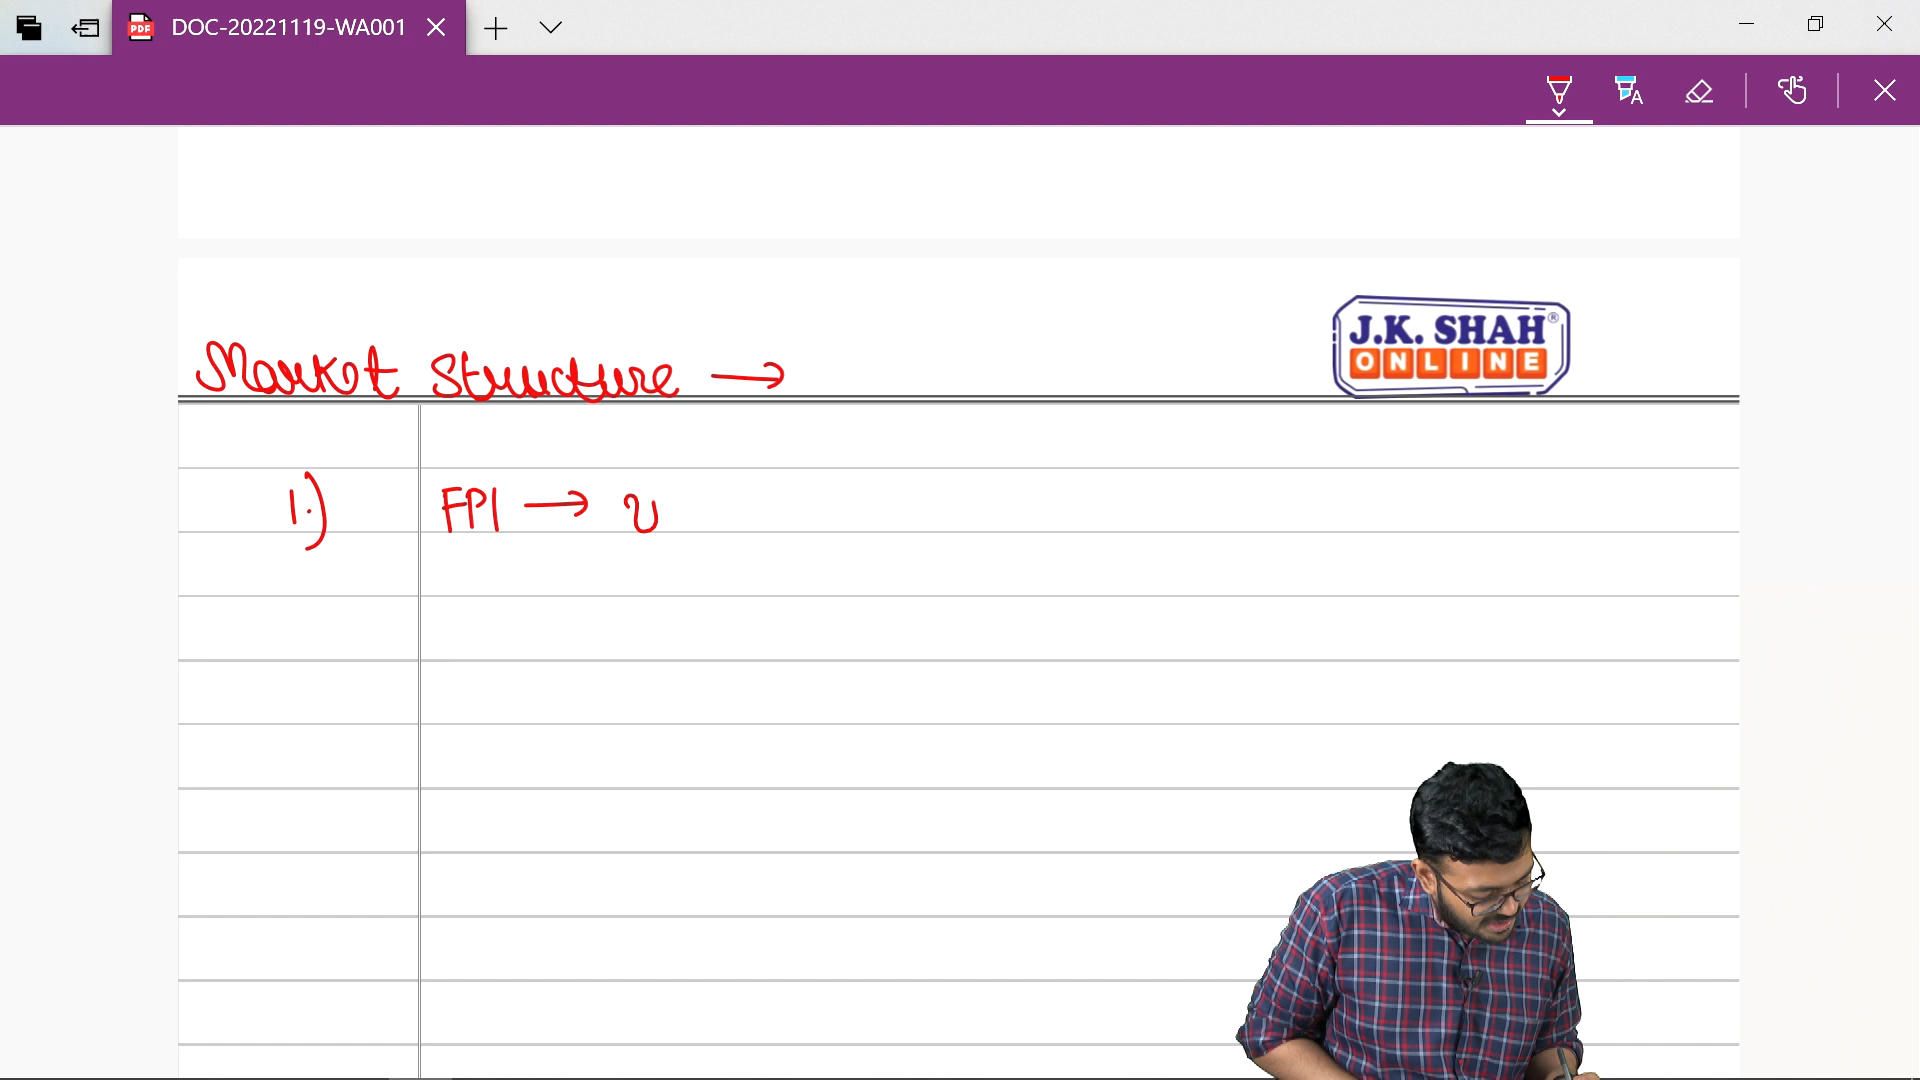 DOC-20221119-WA001
J.K. SHAH®
ONLINE
Market Structure →
1.) FPI →